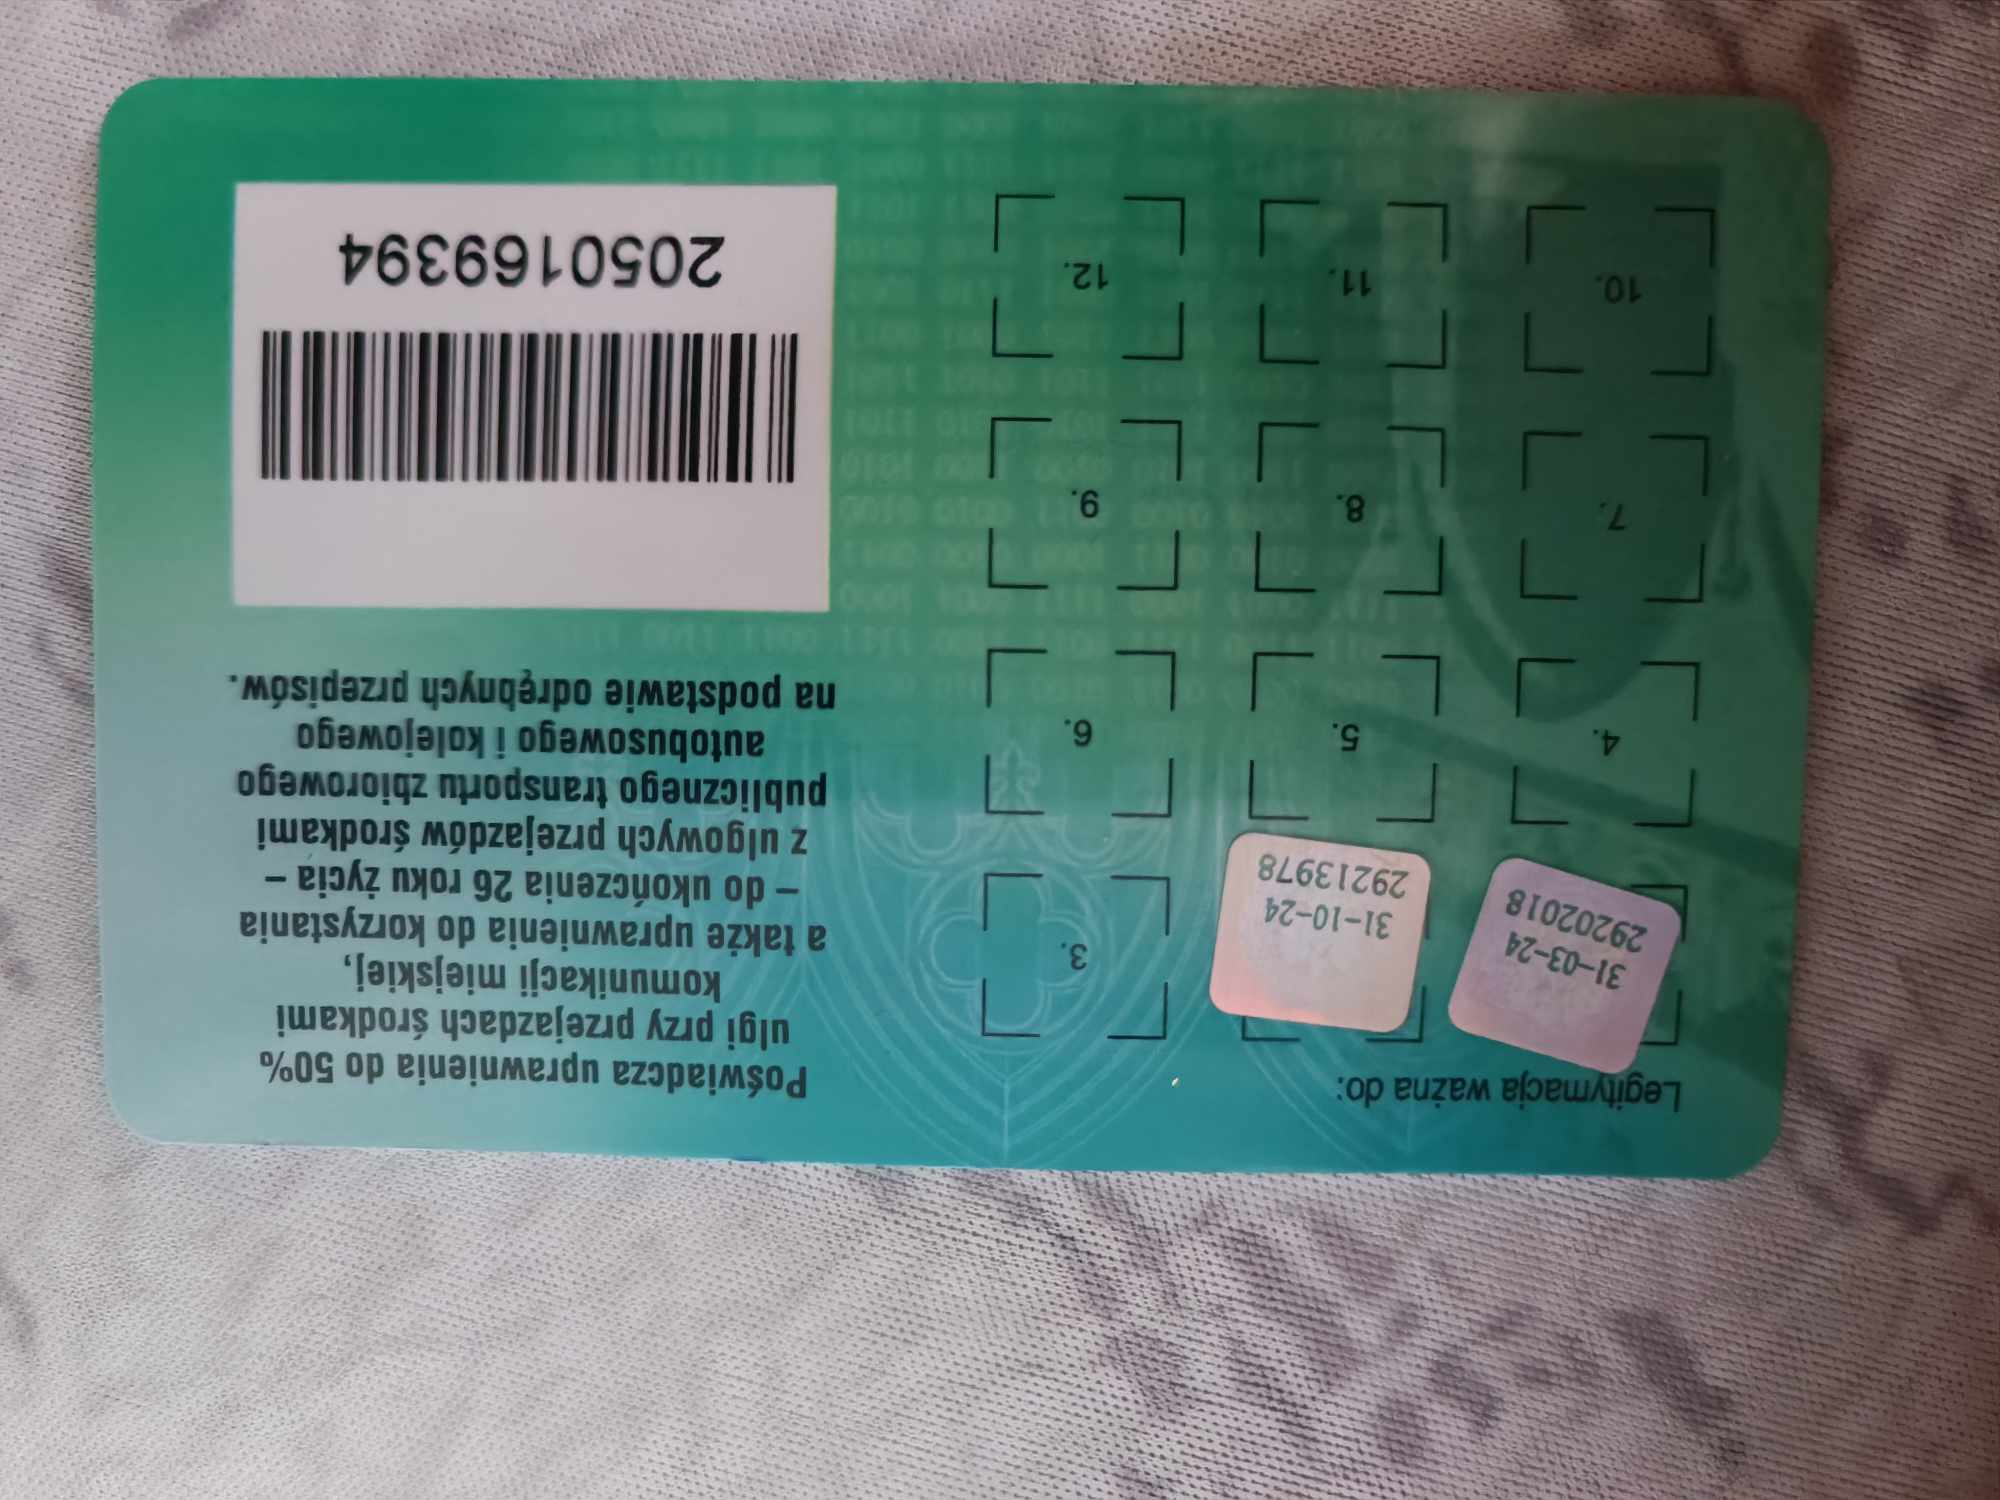 Legitymacja ważna do:
31-03-24
29202018
31-10-24
29213978
3.
4.
5.
6.
7.
8.
9.
10.
11.
12.
Poświadcza uprawnienia do 50%
ulgi przy przejazdach środkami
komunikacji miejskiej,
a także uprawnienia do korzystania
– do ukończenia 26 roku życia –
z ulgowych przejazdów środkami
publicznego transportu zbiorowego
autobusowego i kolejowego
na podstawie odrębnych przepisów.
2050169394